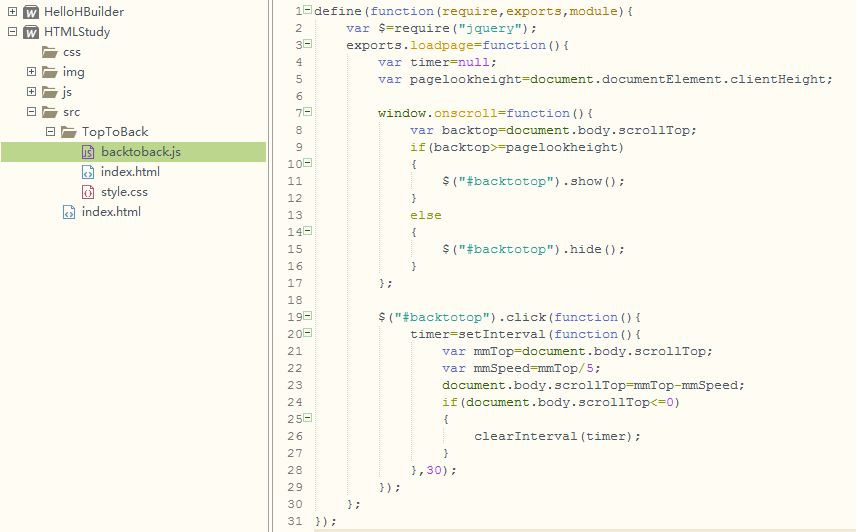 HelloHBuilder
HTMLStudy
css
img
js
src
TopToBack
backtoback.js
index.html
style.css
index.html
1 define(function(require,exports,module){
2 var $=require("jquery");
3 exports.loadpage=function(){
4 var timer=null;
5 var pagelookheight=document.documentElement.clientHeight;
6
7 window.onscroll=function(){
8 var backtop=document.body.scrollTop;
9 if(backtop>=pagelookheight)
10 {
11 $("#backtotop").show();
12 }
13 else
14 {
15 $("#backtotop").hide();
16 }
17 };
18
19 $("#backtotop").click(function(){
20 timer=setInterval(function(){
21 var mmTop=document.body.scrollTop;
22 var mmSpeed=mmTop/5;
23 document.body.scrollTop=mmTop-mmSpeed;
24 if(document.body.scrollTop<=0)
25 {
26 clearInterval(timer);
27 }
28 },30);
29 });
30 };
31 });